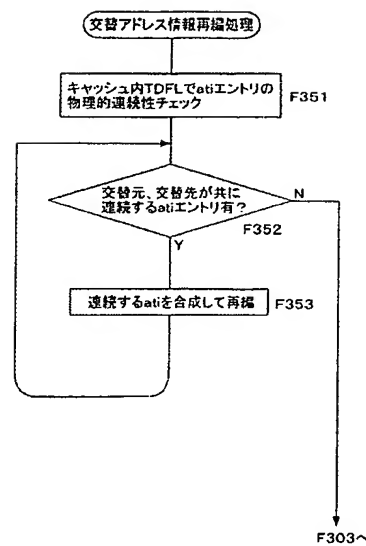 交替アドレス情報再編処理
キャッシュ内TDFLでatiエントリの
物理的連続性チェック
F351
交替元、交替先が共に
連続するatiエントリ有？
N
F352
Y
連続するatiを合成して再編
F353
F303へ